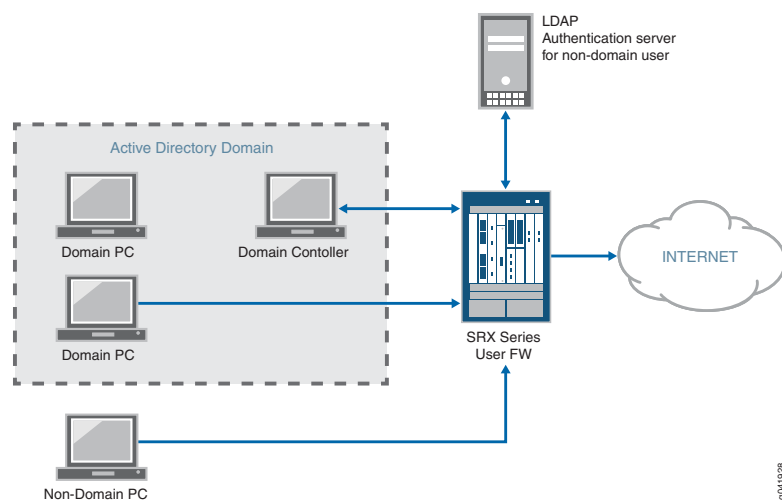 LDAP
Authentication server
for non-domain user
Active Directory Domain
Domain PC
Domain Contoller
INTERNET
Domain PC
SRX Series
User FW
Non-Domain PC
g041928